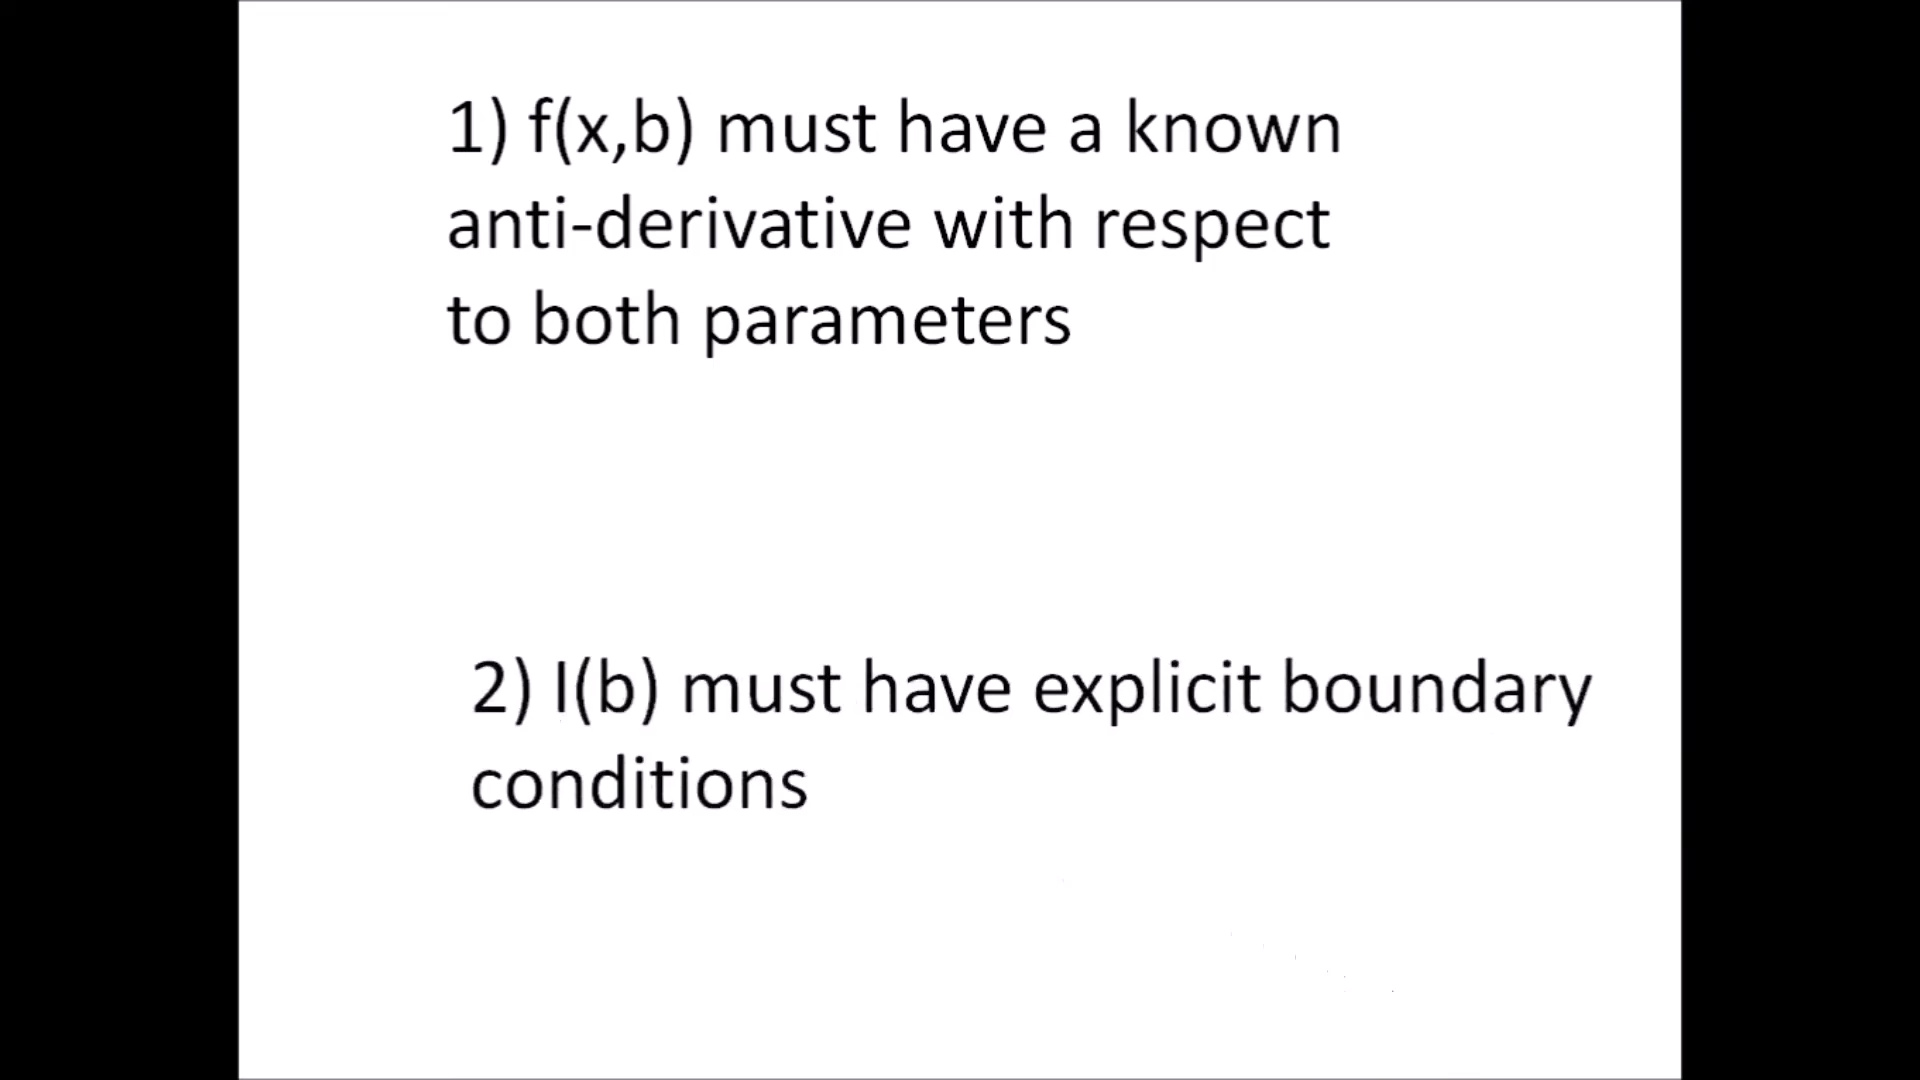 1) f(x,b) must have a known
anti-derivative with respect
to both parameters
2) I(b) must have explicit boundary
conditions